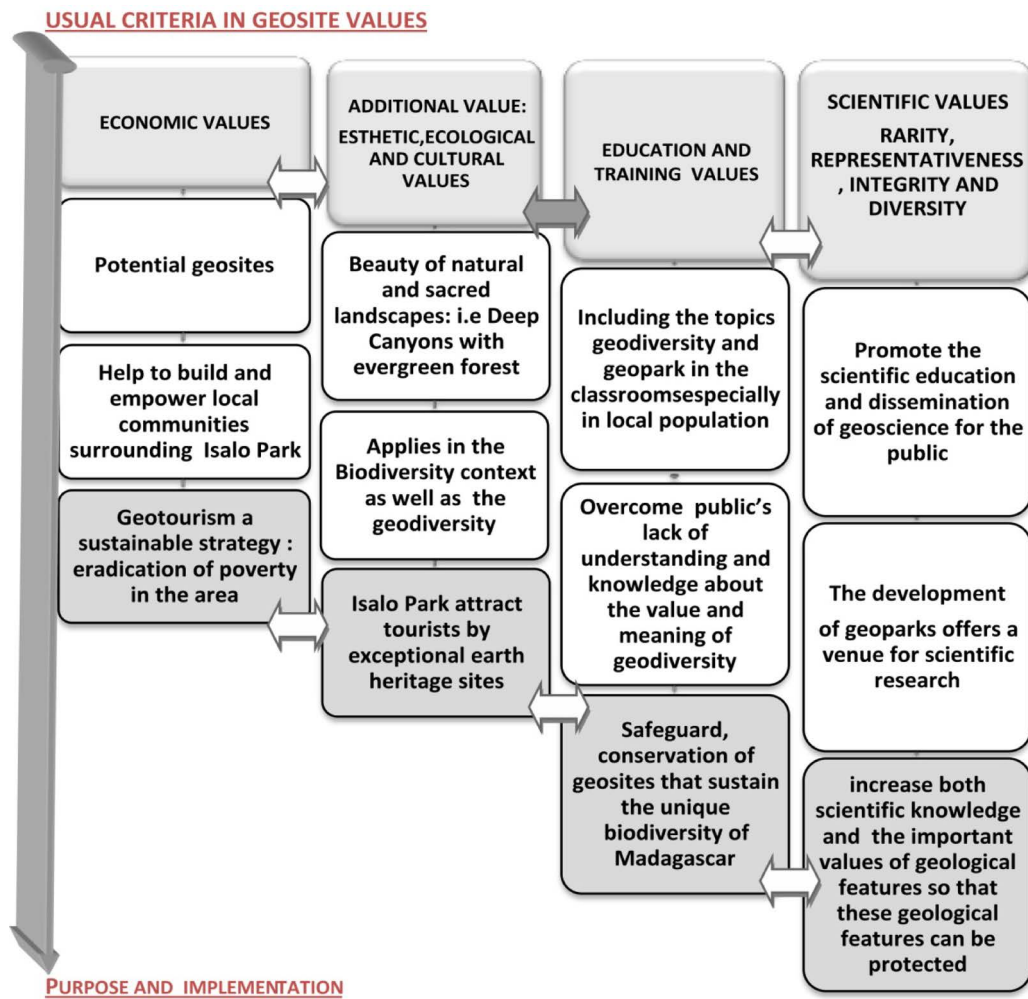 USUAL CRITERIA IN GEOSITE VALUES
ECONOMIC VALUES
Potential geosites
Help to build and
empower local
communities
surrounding Isalo Park
Geotourism a
sustainable strategy :
eradication of poverty
in the area
ADDITIONAL VALUE:
ESTHETIC,ECOLOGICAL
AND CULTURAL
VALUES
Beauty of natural
and sacred
landscapes: i.e Deep
Canyons with
evergreen forest
Applies in the
Biodiversity context
as well as the
geodiversity
Isalo Park attract
tourists by
exceptional earth
heritage sites
EDUCATION AND
TRAINING VALUES
Including the topics
geodiversity and
geopark in the
classroomsespecially
in local population
Overcome public’s
lack of
understanding and
knowledge about
the value and
meaning of
geodiversity
Safeguard,
conservation of
geosites that sustain
the unique
biodiversity of
Madagascar
SCIENTIFIC VALUES
RARITY,
REPRESENTATIVENESS
, INTEGRITY AND
DIVERSITY
Promote the
scientific education
and dissemination
of geoscience for the
public
The development
of geoparks offers a
venue for scientific
research
increase both
scientific knowledge
and the important
values of geological
features so that
these geological
features can be
protected
PURPOSE AND IMPLEMENTATION